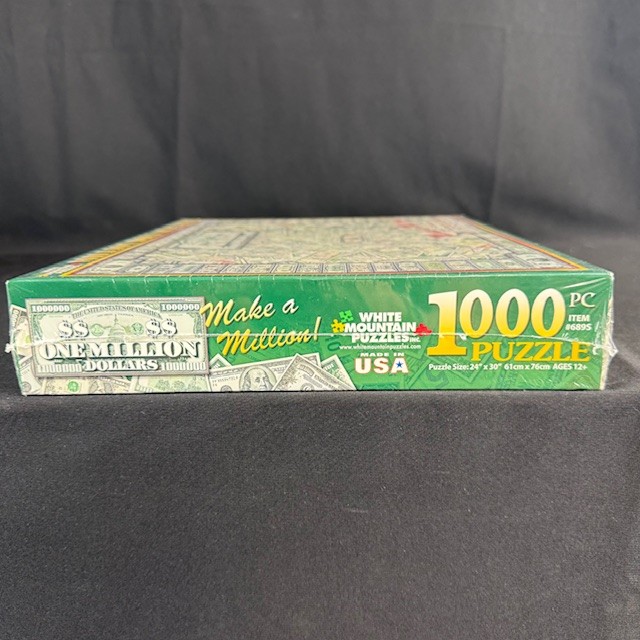 1000000 THE UNITED STATES OF AMERICA 1000000
$$ $$
ONE MILLION
DOLLARS
Make a
Million!
WHITE
MOUNTAIN
PUZZLES INC.
www.whitemountainpuzzles.com
MADE IN
USA
1000 PC
ITEM
#689S
PUZZLE
Puzzle Size: 24" x 30" 61cm x 76cm AGES 12+